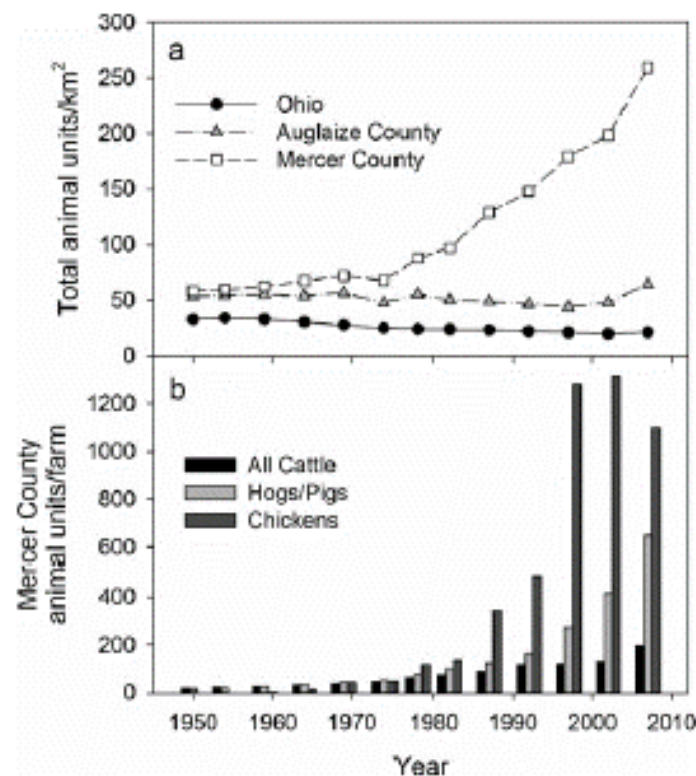 300
a
250
Ohio
200
Auglaize County
Mercer County
150
100
50
0
Total animal units/km²
b
1200
1000
All Cattle
Hogs/Pigs
800
Chickens
600
400
200
0
Mercer County
animal units/farm
1950 1960 1970 1980 1990 2000 2010
Year